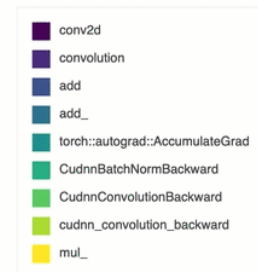 conv2d
convolution
add
add_
torch::autograd::AccumulateGrad
CudnnBatchNormBackward
CudnnConvolutionBackward
cudnn_convolution_backward
mul_